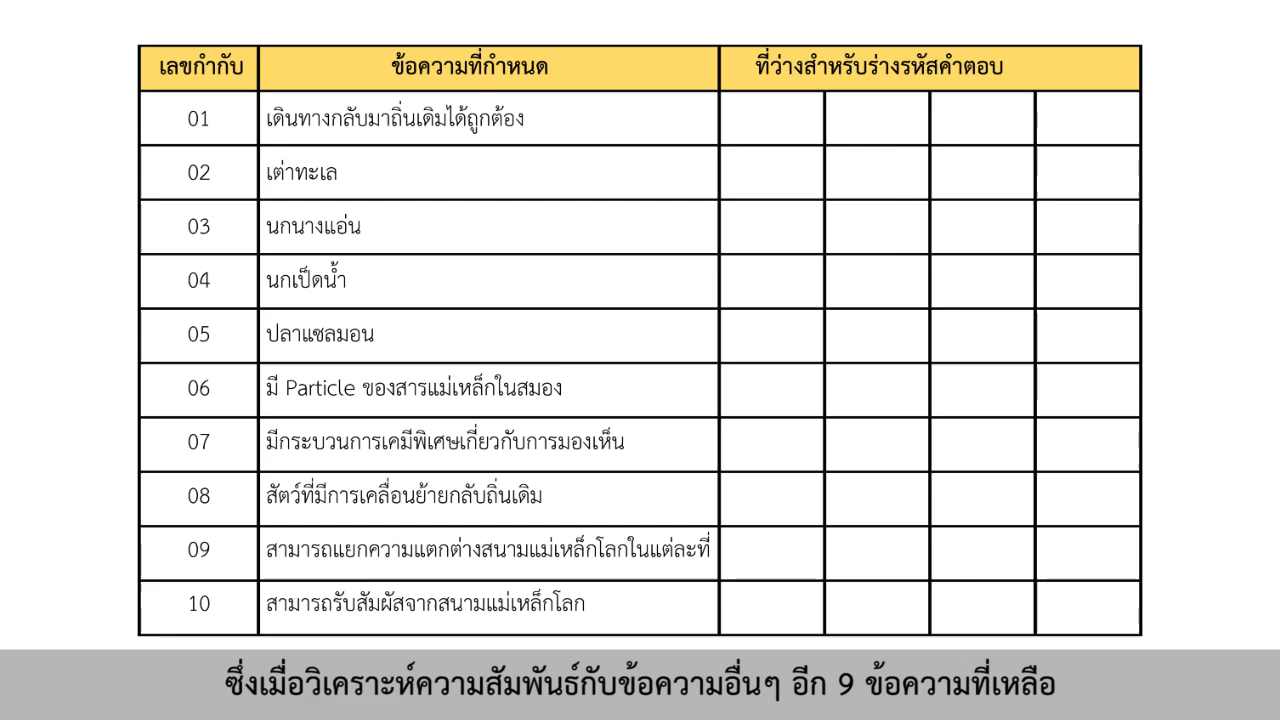 เลขกำกับ ข้อความที่กำหนด ที่ว่างสำหรับร่างรหัสคำตอบ
01 เดินทางกลับมาถิ่นเดิมได้ถูกต้อง
02 เต่าทะเล
03 นกนางแอ่น
04 นกเป็ดน้ำ
05 ปลาแซลมอน
06 มี Particle ของสารแม่เหล็กในสมอง
07 มีกระบวนการเคมีพิเศษเกี่ยวกับการมองเห็น
08 สัตว์ที่มีการเคลื่อนย้ายกลับถิ่นเดิม
09 สามารถแยกความแตกต่างสนามแม่เหล็กโลกในแต่ละที่
10 สามารถรับสัมผัสจากสนามแม่เหล็กโลก
ซึ่งเมื่อวิเคราะห์ความสัมพันธ์กับข้อความอื่นๆ อีก 9 ข้อความที่เหลือ